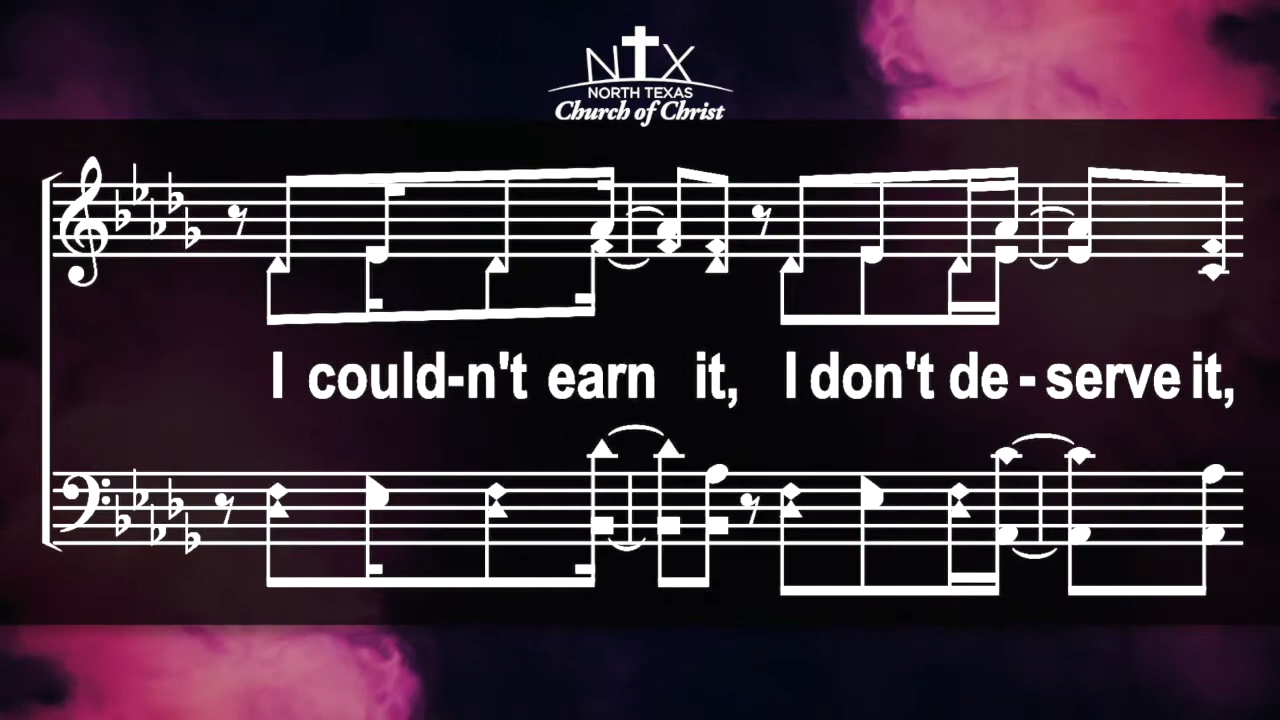 NTX
NORTH TEXAS
Church of Christ
I could-n't earn it, I don't de-serve it,